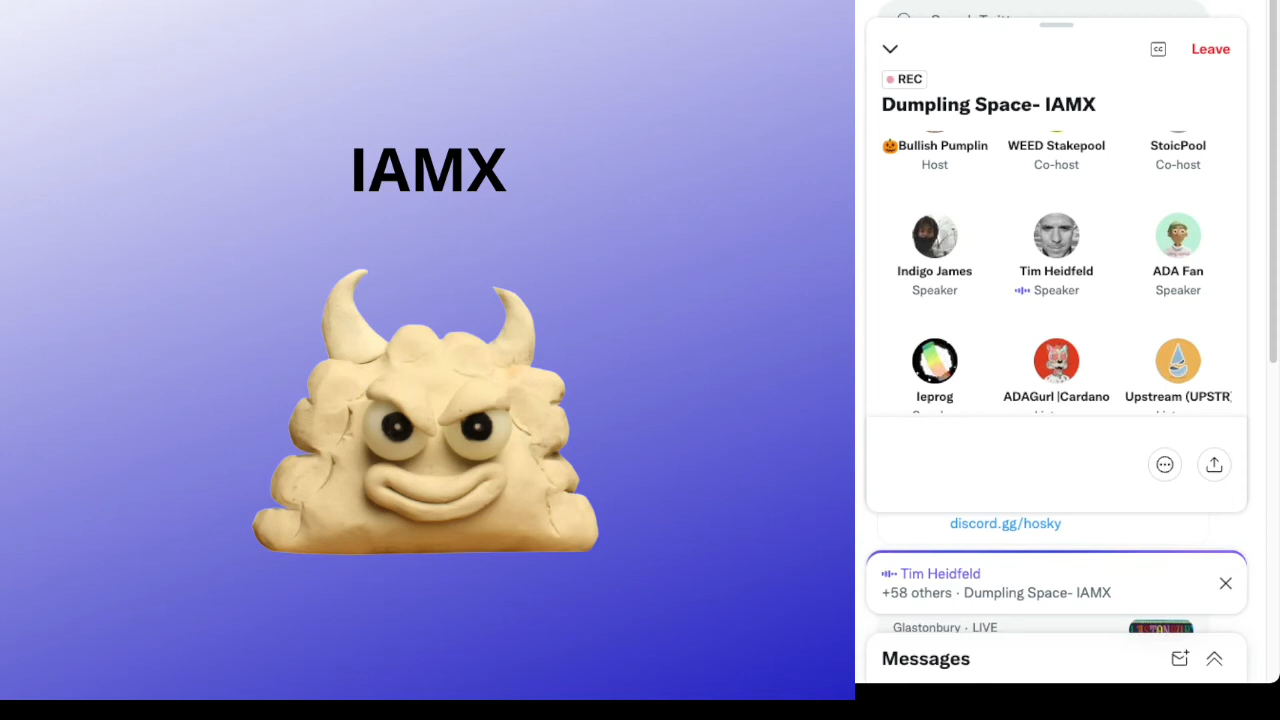 IAMX
CC
Leave
REC
Dumpling Space- IAMX
🎃Bullish Pumplin
WEED Stakepool
StoicPool
Host
Co-host
Co-host
Indigo James
Tim Heidfeld
ADA Fan
Speaker
Speaker
Speaker
Ieprog
ADAGurl |Cardano
Upstream (UPSTR
discord.gg/hosky
Tim Heidfeld
+58 others · Dumpling Space- IAMX
Glastonbury · LIVE
Messages